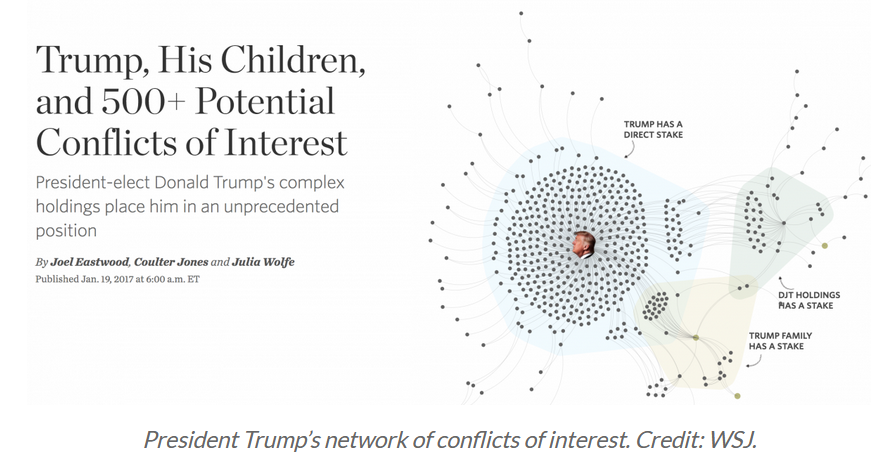 Trump, His Children,
and 500+ Potential
Conflicts of Interest
President-elect Donald Trump's complex
holdings place him in an unprecedented
position
By Joel Eastwood, Coulter Jones and Julia Wolfe
Published Jan. 19, 2017 at 6:00 a.m. ET
TRUMP HAS A
DIRECT STAKE
DJT HOLDINGS
HAS A STAKE
TRUMP FAMILY
HAS A STAKE
President Trump’s network of conflicts of interest. Credit: WSJ.